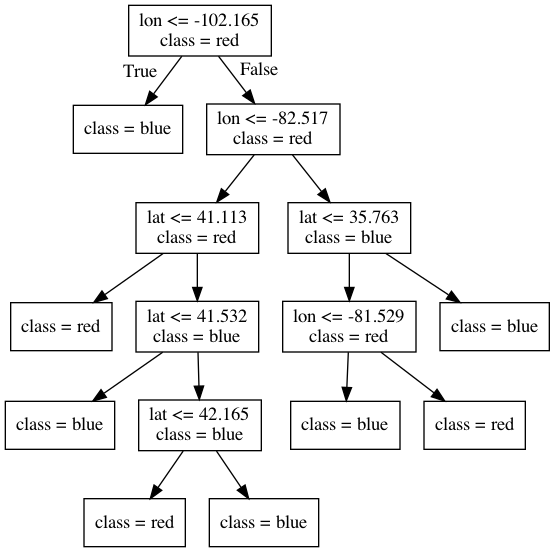 lon <= -102.165
class = red
True
False
class = blue
lon <= -82.517
class = red
lat <= 41.113
class = red
lat <= 35.763
class = blue
class = red
lat <= 41.532
class = blue
lon <= -81.529
class = red
class = blue
class = blue
lat <= 42.165
class = blue
class = blue
class = red
class = red
class = blue